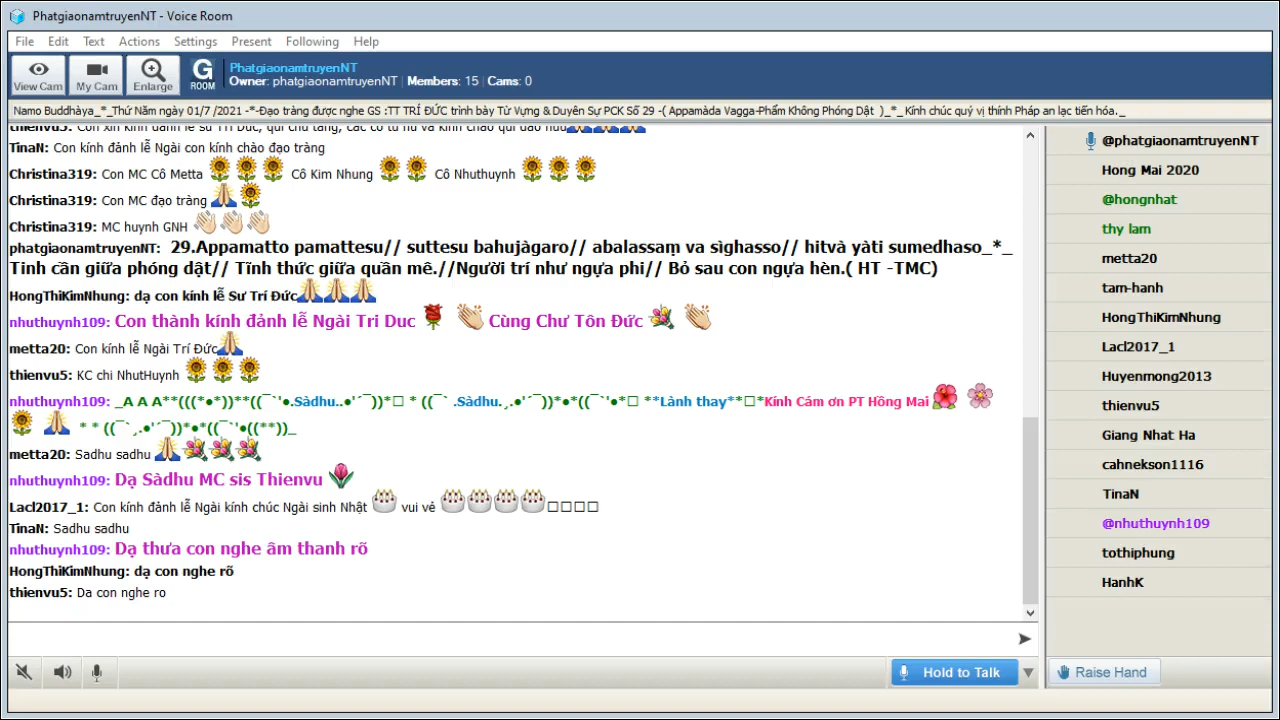 PhatgiaonamtruyenNT - Voice Room
File Edit Text Actions Settings Present Following Help
View Cam My Cam Enlarge G ROOM
PhatgiaonamtruyenNT
Owner: phatgiaonamtruyenNT | Members: 15 | Cams: 0
Namo Buddhàya_*_Thứ Năm ngày 01/7 /2021 -*-Đạo tràng được nghe GS :TT TRÍ ĐỨC trình bày Từ Vựng & Duyên Sự PCK Số 29 -( Appamàda Vagga-Phẩm Không Phóng Dật )_*_ Kính chúc quý vị thính Pháp an lạc tiến hóa._
thienvu5: Con xin kính đảnh lễ sư Trí Đức,
TinaN: Con kính đảnh lễ Ngài con kính chào đạo tràng
Christina319: Con MC Cô Metta Cô Kim Nhung Cô Nhuthuynh
Christina319: Con MC đạo tràng
Christina319: MC huynh GNH
phatgiaonamtruyenNT: 29.Appamatto pamattesu// suttesu bahujàgaro// abalassaṃ va sìghasso// hitvà yàti sumedhaso_*_
Tinh cần giữa phóng dật// Tĩnh thức giữa quần mê.//Người trí như ngựa phi// Bỏ sau con ngựa hèn.( HT -TMC)
HongThiKimNhung: dạ con kính lễ Sư Trí Đức
nhuthuynh109: Con thành kính đảnh lễ Ngài Tri Duc Cùng Chư Tôn Đức
metta20: Con kính lễ Ngài Trí Đức
thienvu5: KC chi NhutHuynh
nhuthuynh109: _A A A**(((*•*))**((¯`'•.Sàdhu..•'´¯))*□ * ((¯` .Sàdhu.¸.•'´¯))*•*((¯`'•*□ **Lành thay**□*Kính Cám ơn PT Hồng Mai
* * ((¯`¸.•'´¯))*•*((¯`'•((**))_
metta20: Sadhu sadhu
nhuthuynh109: Dạ Sàdhu MC sis Thienvu
Lacl2017_1: Con kính đảnh lễ Ngài kính chúc Ngài sinh Nhật vui vẻ □□□□
TinaN: Sadhu sadhu
nhuthuynh109: Dạ thưa con nghe âm thanh rõ
HongThiKimNhung: dạ con nghe rõ
thienvu5: Da con nghe ro
Hold to Talk
@phatgiaonamtruyenNT
Hong Mai 2020
@hongnhat
thy lam
metta20
tam-hanh
HongThiKimNhung
Lacl2017_1
Huyenmong2013
thienvu5
Giang Nhat Ha
cahnekson1116
TinaN
@nhuthuynh109
tothiphung
HanhK
Raise Hand